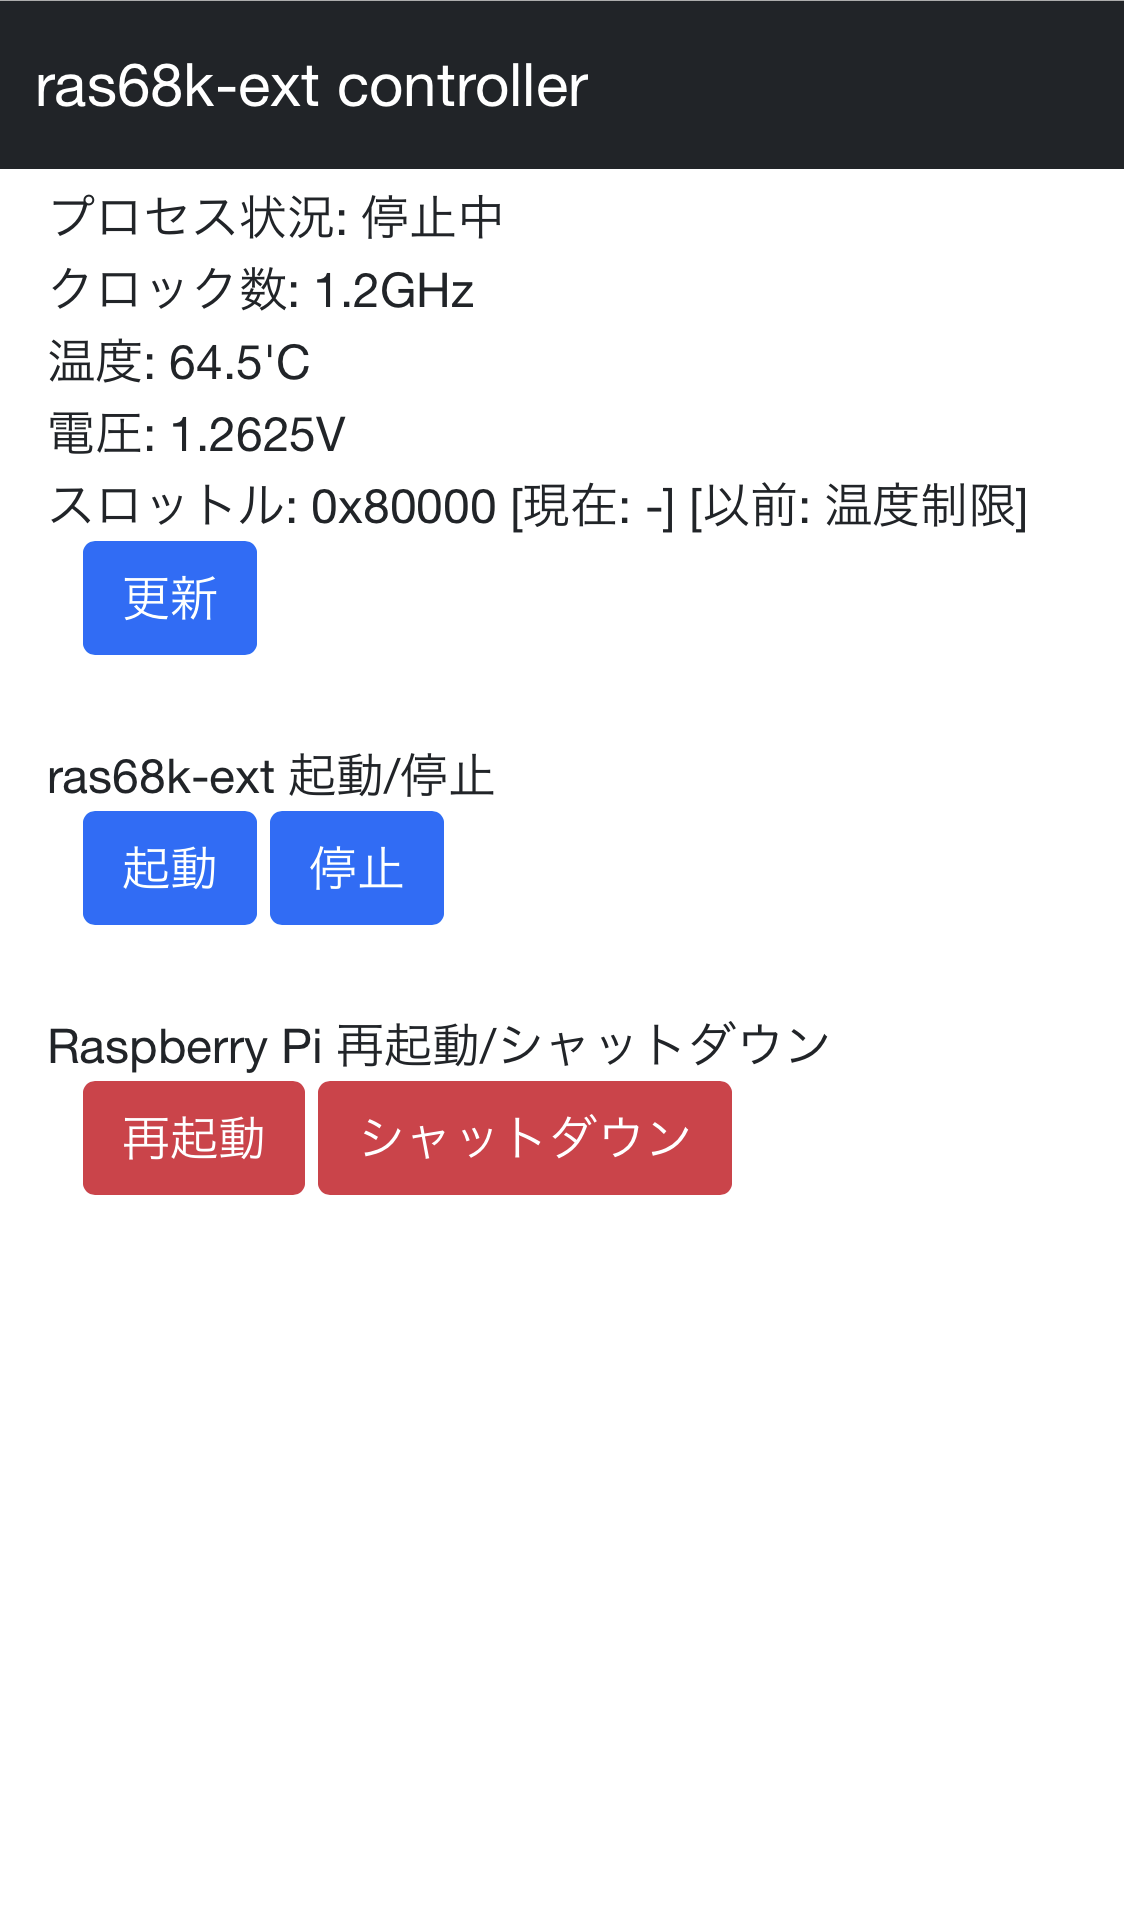 ras68k-ext controller
プロセス状況: 停止中
クロック数: 1.2GHz
温度: 64.5'C
電圧: 1.2625V
スロットル: 0x80000 [現在: -] [以前: 温度制限]
更新
ras68k-ext 起動/停止
起動 停止
Raspberry Pi 再起動/シャットダウン
再起動 シャットダウン